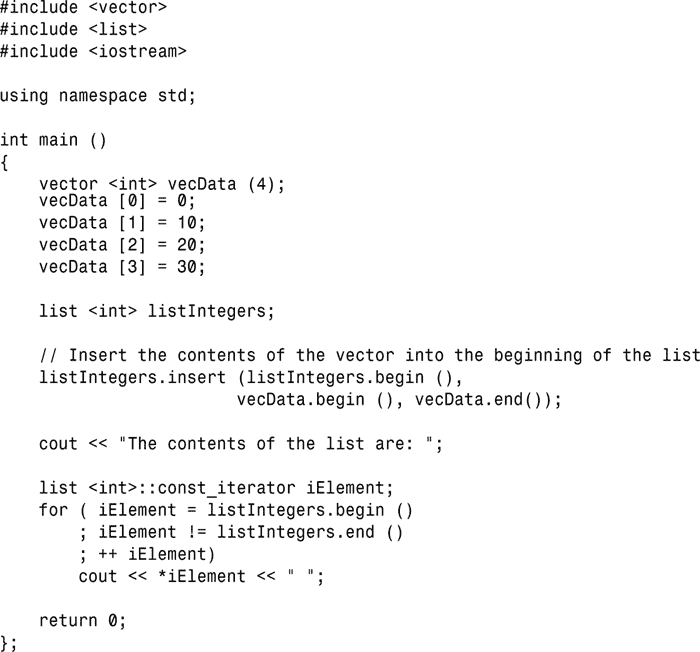 #include <vector>
#include <list>
#include <iostream>

using namespace std;

int main ()
{
    vector <int> vecData (4);
    vecData [0] = 0;
    vecData [1] = 10;
    vecData [2] = 20;
    vecData [3] = 30;

    list <int> listIntegers;

    // Insert the contents of the vector into the beginning of the list
    listIntegers.insert (listIntegers.begin (),
                        vecData.begin (), vecData.end());

    cout << "The contents of the list are: ";

    list <int>::const_iterator iElement;
    for ( iElement = listIntegers.begin ()
        ; iElement != listIntegers.end ()
        ; ++ iElement)
        cout << *iElement << " ";

    return 0;
};